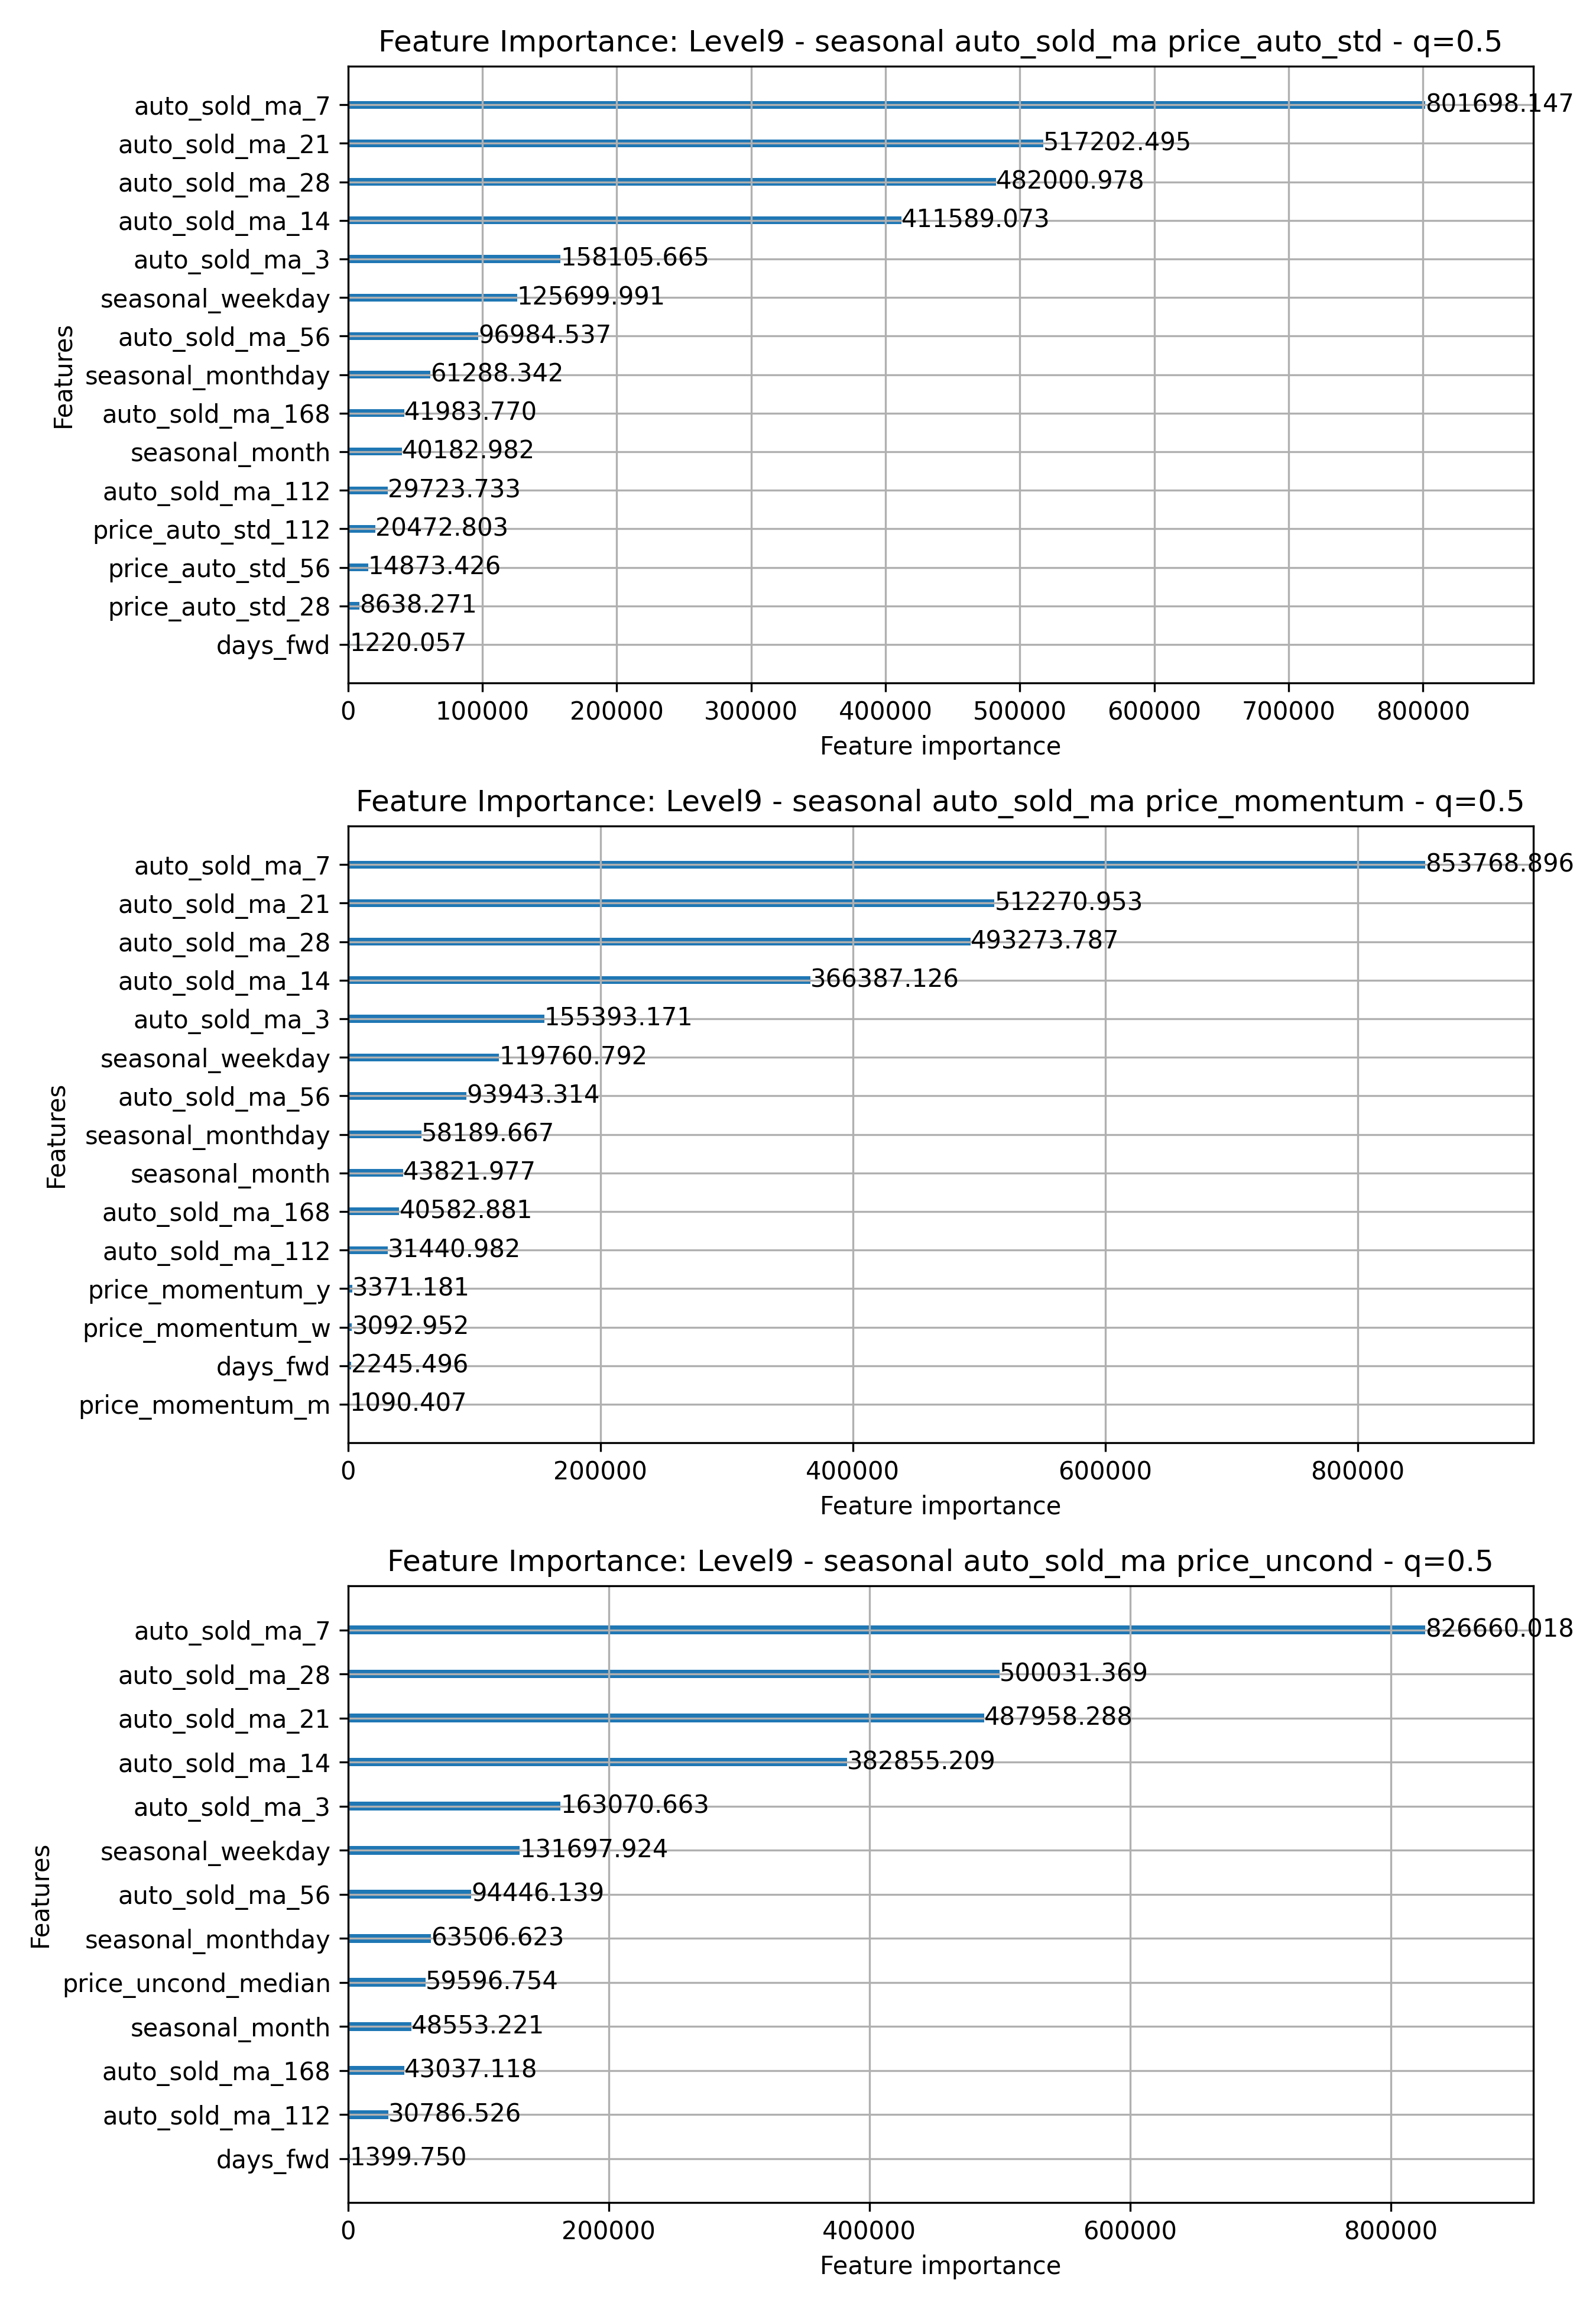 Feature Importance: Level9 - seasonal auto_sold_ma price_auto_std - q=0.5
Features
auto_sold_ma_7 801698.147
auto_sold_ma_21 517202.495
auto_sold_ma_28 482000.978
auto_sold_ma_14 411589.073
auto_sold_ma_3 158105.665
seasonal_weekday 125699.991
auto_sold_ma_56 96984.537
seasonal_monthday 61288.342
auto_sold_ma_168 41983.770
seasonal_month 40182.982
auto_sold_ma_112 29723.733
price_auto_std_112 20472.803
price_auto_std_56 14873.426
price_auto_std_28 8638.271
days_fwd 1220.057
0 100000 200000 300000 400000 500000 600000 700000 800000
Feature importance
Feature Importance: Level9 - seasonal auto_sold_ma price_momentum - q=0.5
Features
auto_sold_ma_7 853768.896
auto_sold_ma_21 512270.953
auto_sold_ma_28 493273.787
auto_sold_ma_14 366387.126
auto_sold_ma_3 155393.171
seasonal_weekday 119760.792
auto_sold_ma_56 93943.314
seasonal_monthday 58189.667
seasonal_month 43821.977
auto_sold_ma_168 40582.881
auto_sold_ma_112 31440.982
price_momentum_y 3371.181
price_momentum_w 3092.952
days_fwd 2245.496
price_momentum_m 1090.407
0 200000 400000 600000 800000
Feature importance
Feature Importance: Level9 - seasonal auto_sold_ma price_uncond - q=0.5
Features
auto_sold_ma_7 826660.018
auto_sold_ma_28 500031.369
auto_sold_ma_21 487958.288
auto_sold_ma_14 382855.209
auto_sold_ma_3 163070.663
seasonal_weekday 131697.924
auto_sold_ma_56 94446.139
seasonal_monthday 63506.623
price_uncond_median 59596.754
seasonal_month 48553.221
auto_sold_ma_168 43037.118
auto_sold_ma_112 30786.526
days_fwd 1399.750
0 200000 400000 600000 800000
Feature importance